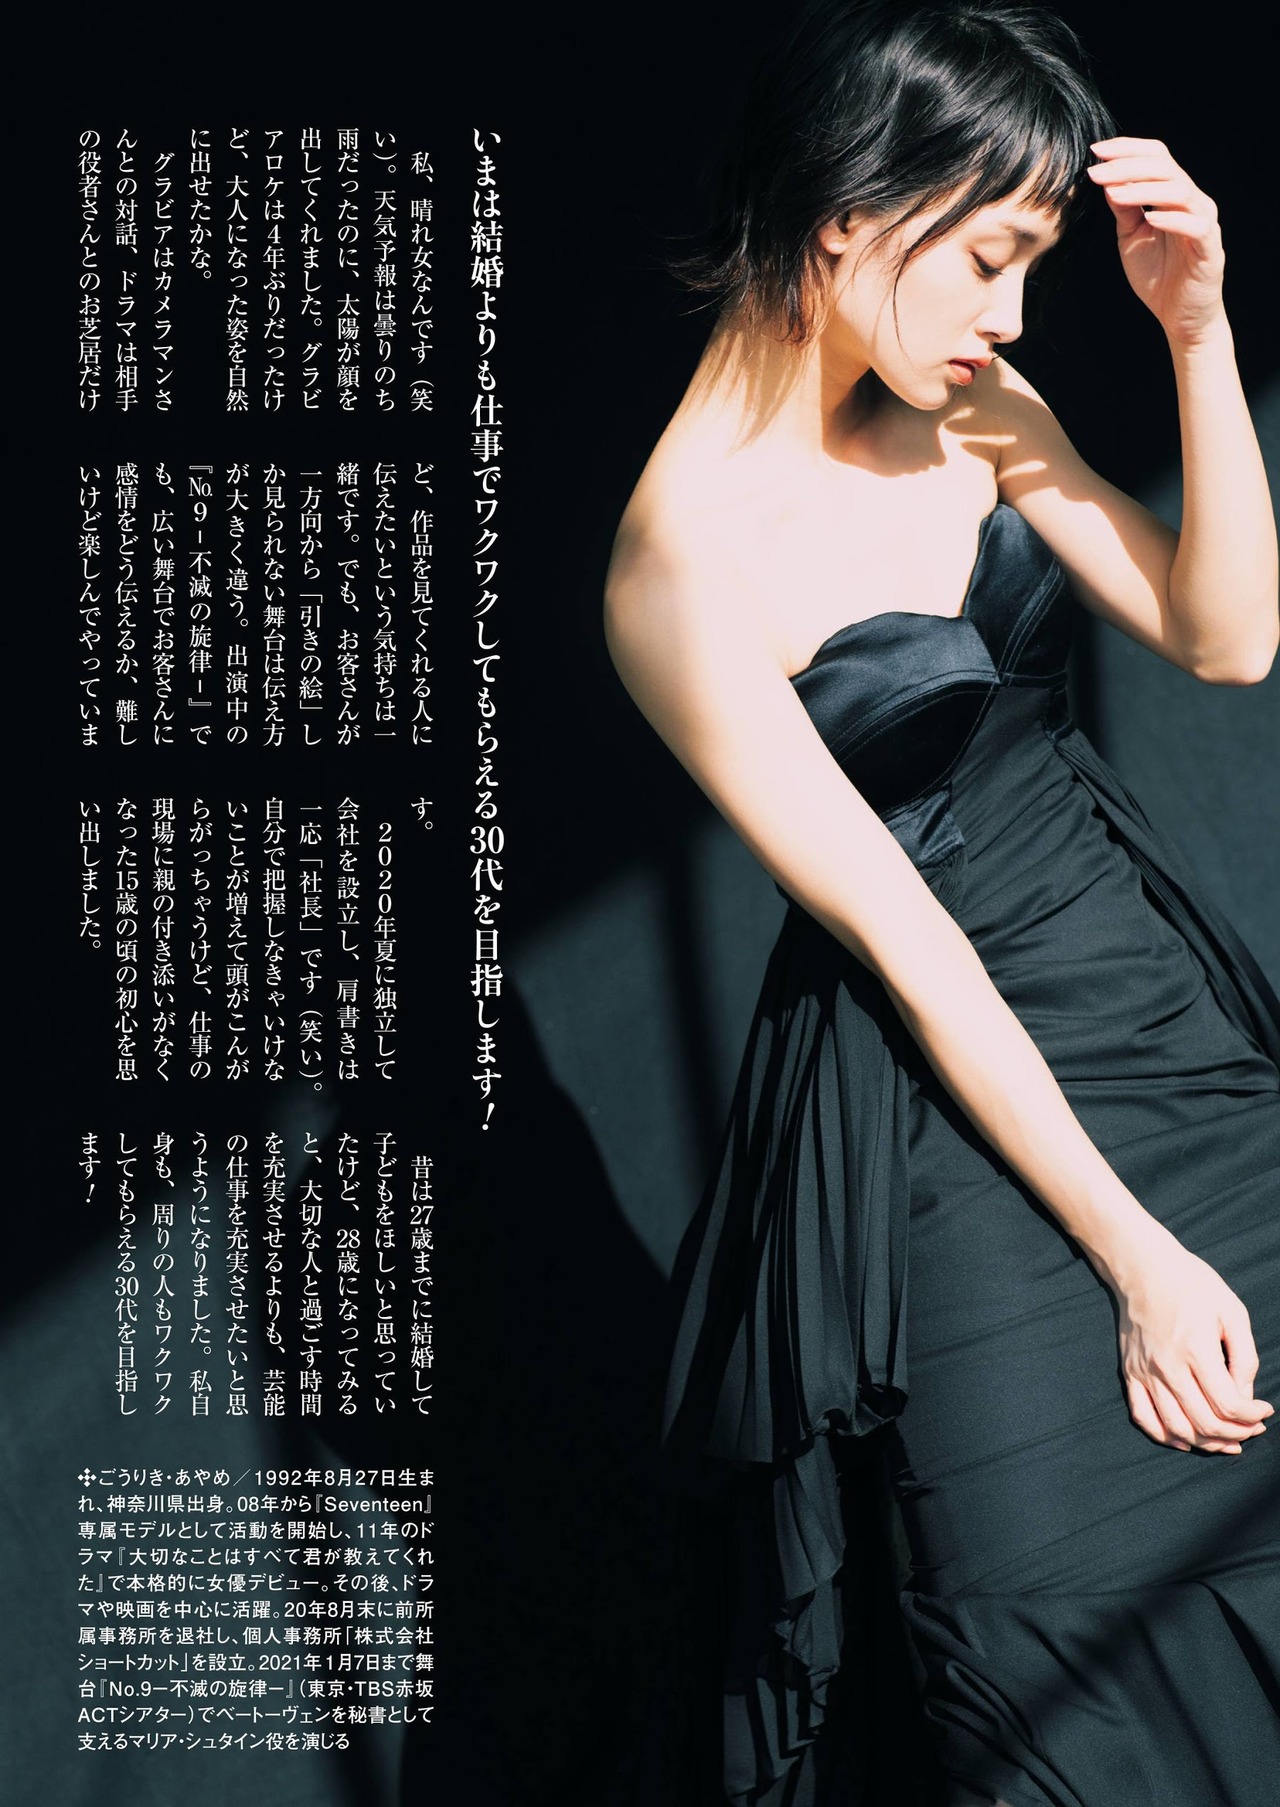 いまは結婚よりも仕事でワクワクしてもらえる30代を目指します！
　私、晴れ女なんです（笑
い）。天気予報は曇りのち
雨だったのに、太陽が顔を
出してくれました。グラビ
アロケは4年ぶりだったけ
ど、大人になった姿を自然
に出せたかな。
　グラビアはカメラマンさ
んとの対話、ドラマは相手
の役者さんとのお芝居だけ
ど、作品を見てくれる人に
伝えたいという気持ちは一
緒です。でも、お客さんが
一方向から「引きの絵」し
か見られない舞台は伝え方
が大きく違う。出演中の
『№9－不滅の旋律－』で
も、広い舞台でお客さんに
感情をどう伝えるか、難し
いけど楽しんでやっていま
す。
　2020年夏に独立して
会社を設立し、肩書きは
一応「社長」です（笑い）。
自分で把握しなきゃいけな
いことが増えて頭がこんが
らがっちゃうけど、仕事の
現場に親の付き添いがなく
なった15歳の頃の初心を思
い出しました。
　昔は27歳までに結婚して
子どもをほしいと思ってい
たけど、28歳になってみる
と、大切な人と過ごす時間
を充実させるよりも、芸能
の仕事を充実させたいと思
うようになりました。私自
身も、周りの人もワクワク
してもらえる30代を目指し
ます！
✣ごうりき・あやめ／1992年8月27日生ま
れ、神奈川県出身。08年から『Seventeen』
専属モデルとして活動を開始し、11年のド
ラマ『大切なことはすべて君が教えてくれ
た』で本格的に女優デビュー。その後、ドラ
マや映画を中心に活躍。20年8月末に前所
属事務所を退社し、個人事務所「株式会社
ショートカット」を設立。2021年1月7日まで舞
台『No.9－不滅の旋律－』（東京・TBS赤坂
ACTシアター）でベートーヴェンを秘書として
支えるマリア・シュタイン役を演じる